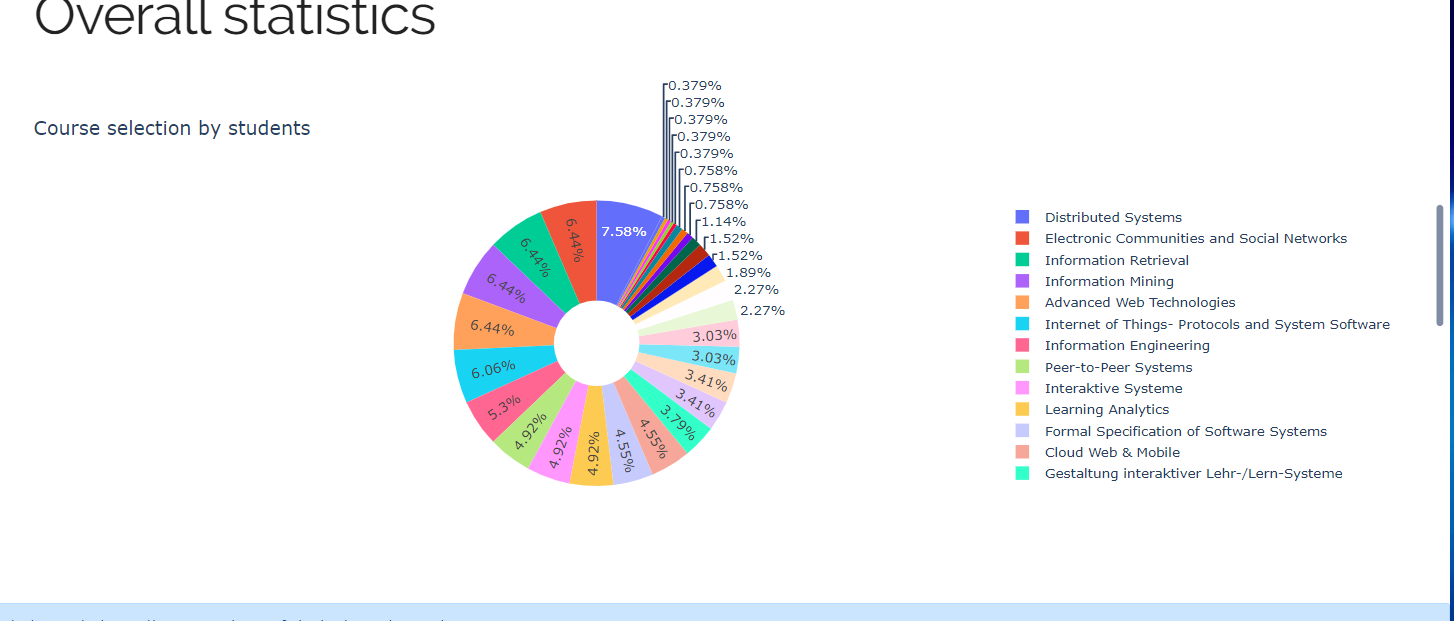 Overall statistics
Course selection by students
0.379%
0.379%
0.379%
0.379%
0.379%
0.758%
0.758%
0.758%
1.14%
1.52%
1.52%
1.89%
2.27%
2.27%
3.03%
3.03%
3.41%
3.41%
3.79%
4.55%
4.55%
4.92%
4.92%
4.92%
5.3%
6.06%
6.44%
6.44%
6.44%
6.44%
7.58%
Distributed Systems
Electronic Communities and Social Networks
Information Retrieval
Information Mining
Advanced Web Technologies
Internet of Things- Protocols and System Software
Information Engineering
Peer-to-Peer Systems
Interaktive Systeme
Learning Analytics
Formal Specification of Software Systems
Cloud Web & Mobile
Gestaltung interaktiver Lehr-/Lern-Systeme